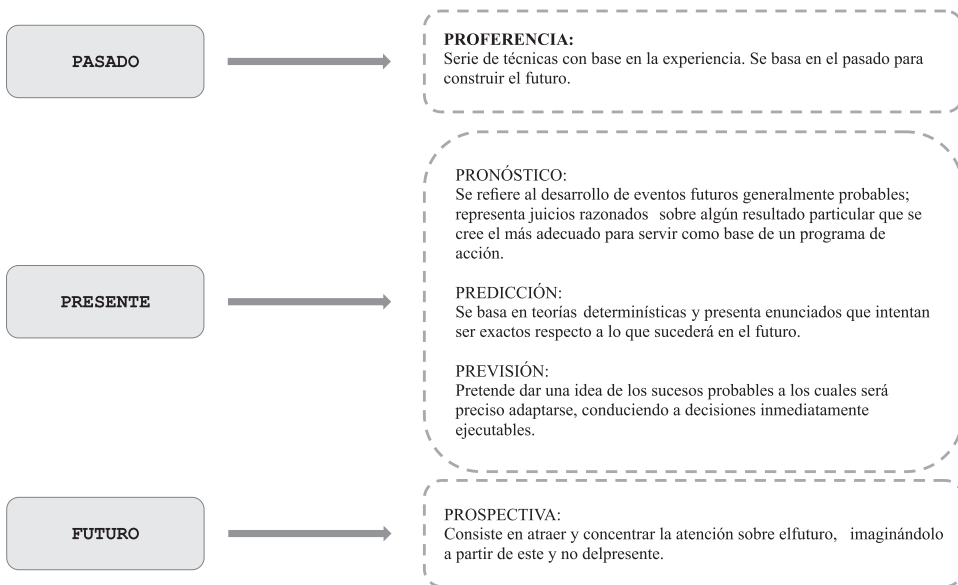 PASADO
PROFERENCIA:
Serie de técnicas con base en la experiencia. Se basa en el pasado para
construir el futuro.
PRESENTE
PRONÓSTICO:
Se refiere al desarrollo de eventos futuros generalmente probables;
representa juicios razonados sobre algún resultado particular que se
cree el más adecuado para servir como base de un programa de
acción.
PREDICCIÓN:
Se basa en teorías determinísticas y presenta enunciados que intentan
ser exactos respecto a lo que sucederá en el futuro.
PREVISIÓN:
Pretende dar una idea de los sucesos probables a los cuales será
preciso adaptarse, conduciendo a decisiones inmediatamente
ejecutables.
FUTURO
PROSPECTIVA:
Consiste en atraer y concentrar la atención sobre elfuturo, imaginándolo
a partir de este y no delpresente.